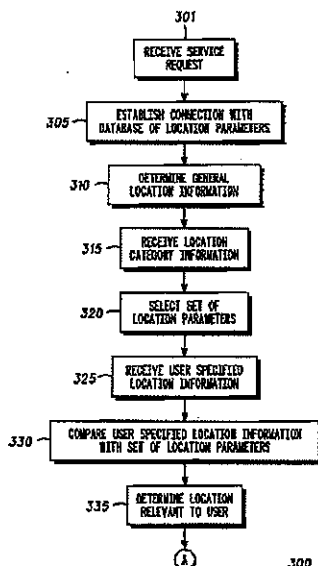 301
RECEIVE SERVICE
REQUEST
305
ESTABLISH CONNECTION WITH
DATABASE OF LOCATION PARAMETERS
310
DETERMINE GENERAL
LOCATION INFORMATION
315
RECEIVE LOCATION
CATEGORY INFORMATION
320
SELECT SET OF
LOCATION PARAMETERS
325
RECEIVE USER SPECIFIED
LOCATION INFORMATION
330
COMPARE USER SPECIFIED LOCATION INFORMATION
WITH SET OF LOCATION PARAMETERS
335
DETERMINE LOCATION
RELEVANT TO USER
A
300